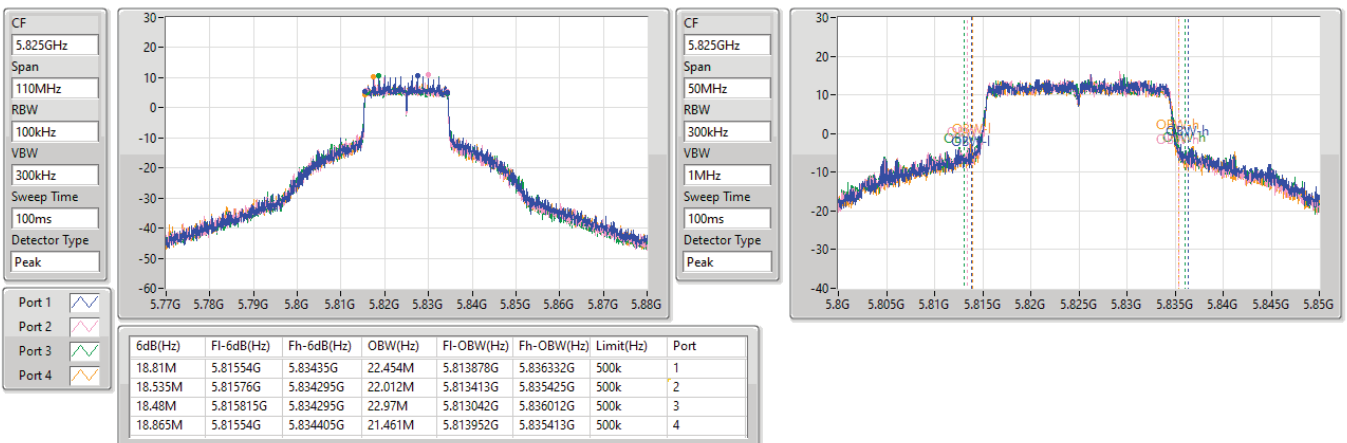 CF
5.825GHz
Span
110MHz
RBW
100kHz
VBW
300kHz
Sweep Time
100ms
Detector Type
Peak
30
20
10
0
-10
-20
-30
-40
-50
-60
5.77G 5.78G 5.79G 5.8G 5.81G 5.82G 5.83G 5.84G 5.85G 5.86G 5.87G 5.88G
CF
5.825GHz
Span
50MHz
RBW
300kHz
VBW
1MHz
Sweep Time
100ms
Detector Type
Peak
30
20
10
0
-10
-20
-30
-40
OBW-l
OBW-h
5.8G 5.805G 5.81G 5.815G 5.82G 5.825G 5.83G 5.835G 5.84G 5.845G 5.85G
Port 1
Port 2
Port 3
Port 4
6dB(Hz) Fl-6dB(Hz) Fh-6dB(Hz) OBW(Hz) Fl-OBW(Hz) Fh-OBW(Hz) Limit(Hz) Port
18.81M 5.81554G 5.83435G 22.454M 5.813878G 5.836332G 500k 1
18.535M 5.81576G 5.834295G 22.012M 5.813413G 5.835425G 500k 2
18.48M 5.815815G 5.834295G 22.97M 5.813042G 5.836012G 500k 3
18.865M 5.81554G 5.834405G 21.461M 5.813952G 5.835413G 500k 4